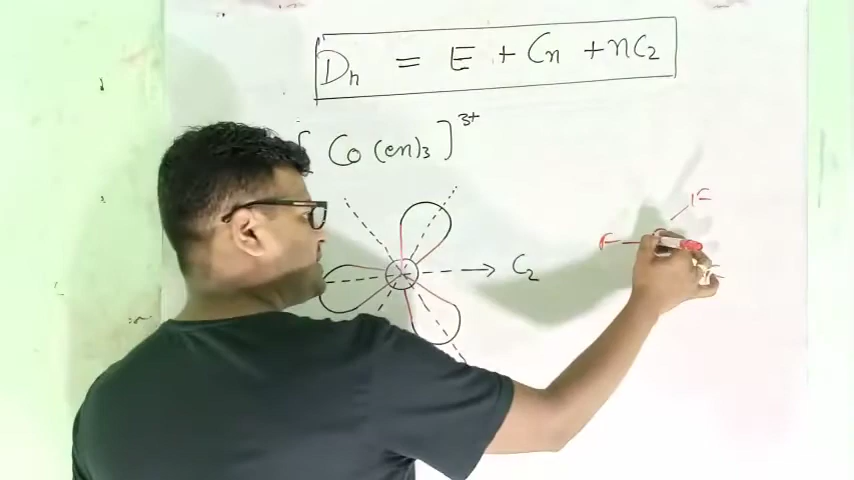 Dn = E + Cn + nC2
[Co(en)3]3+
C2
F
F